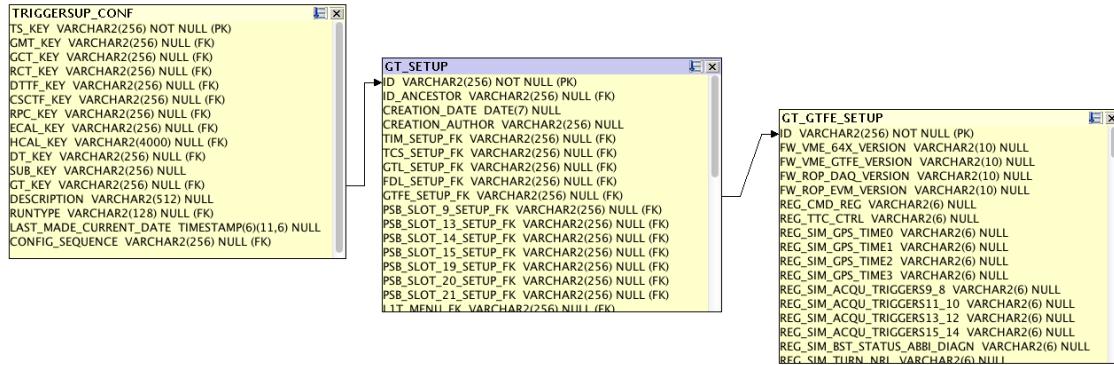 TRIGGERSUP_CONF
TS_KEY VARCHAR2(256) NOT NULL (PK)
GMT_KEY VARCHAR2(256) NULL (FK)
GCT_KEY VARCHAR2(256) NULL (FK)
RCT_KEY VARCHAR2(256) NULL (FK)
DTTF_KEY VARCHAR2(256) NULL (FK)
CSCTF_KEY VARCHAR2(256) NULL (FK)
RPC_KEY VARCHAR2(256) NULL (FK)
ECAL_KEY VARCHAR2(256) NULL (FK)
HCAL_KEY VARCHAR2(4000) NULL (FK)
DT_KEY VARCHAR2(256) NULL (FK)
SUB_KEY VARCHAR2(256) NULL
GT_KEY VARCHAR2(256) NULL (FK)
DESCRIPTION VARCHAR2(512) NULL
RUNTYPE VARCHAR2(128) NULL (FK)
LAST_MADE_CURRENT_DATE TIMESTAMP(6)(11,6) NULL
CONFIG_SEQUENCE VARCHAR2(256) NULL (FK)
GT_SETUP
ID VARCHAR2(256) NOT NULL (PK)
ID_ANCESTOR VARCHAR2(256) NULL (FK)
CREATION_DATE DATE(7) NULL
CREATION_AUTHOR VARCHAR2(256) NULL
TIM_SETUP_FK VARCHAR2(256) NULL (FK)
TCS_SETUP_FK VARCHAR2(256) NULL (FK)
GTL_SETUP_FK VARCHAR2(256) NULL (FK)
FDL_SETUP_FK VARCHAR2(256) NULL (FK)
GTFE_SETUP_FK VARCHAR2(256) NULL (FK)
PSB_SLOT_9_SETUP_FK VARCHAR2(256) NULL (FK)
PSB_SLOT_13_SETUP_FK VARCHAR2(256) NULL (FK)
PSB_SLOT_14_SETUP_FK VARCHAR2(256) NULL (FK)
PSB_SLOT_15_SETUP_FK VARCHAR2(256) NULL (FK)
PSB_SLOT_19_SETUP_FK VARCHAR2(256) NULL (FK)
PSB_SLOT_20_SETUP_FK VARCHAR2(256) NULL (FK)
PSB_SLOT_21_SETUP_FK VARCHAR2(256) NULL (FK)
L1T_MENU_FK VARCHAR2(256) NULL (FK)
GT_GTFE_SETUP
ID VARCHAR2(256) NOT NULL (PK)
FW_VME_64X_VERSION VARCHAR2(10) NULL
FW_VME_GTFE_VERSION VARCHAR2(10) NULL
FW_ROP_DAQ_VERSION VARCHAR2(10) NULL
FW_ROP_EVM_VERSION VARCHAR2(10) NULL
REG_CMD_REG VARCHAR2(6) NULL
REG_TTC_CTRL VARCHAR2(6) NULL
REG_SIM_GPS_TIME0 VARCHAR2(6) NULL
REG_SIM_GPS_TIME1 VARCHAR2(6) NULL
REG_SIM_GPS_TIME2 VARCHAR2(6) NULL
REG_SIM_GPS_TIME3 VARCHAR2(6) NULL
REG_SIM_ACQU_TRIGGERS9_8 VARCHAR2(6) NULL
REG_SIM_ACQU_TRIGGERS11_10 VARCHAR2(6) NULL
REG_SIM_ACQU_TRIGGERS13_12 VARCHAR2(6) NULL
REG_SIM_ACQU_TRIGGERS15_14 VARCHAR2(6) NULL
REG_SIM_BST_STATUS_ABBI_DIAGN VARCHAR2(6) NULL
REG_SIM_TURN_NRL VARCHAR2(6) NULL